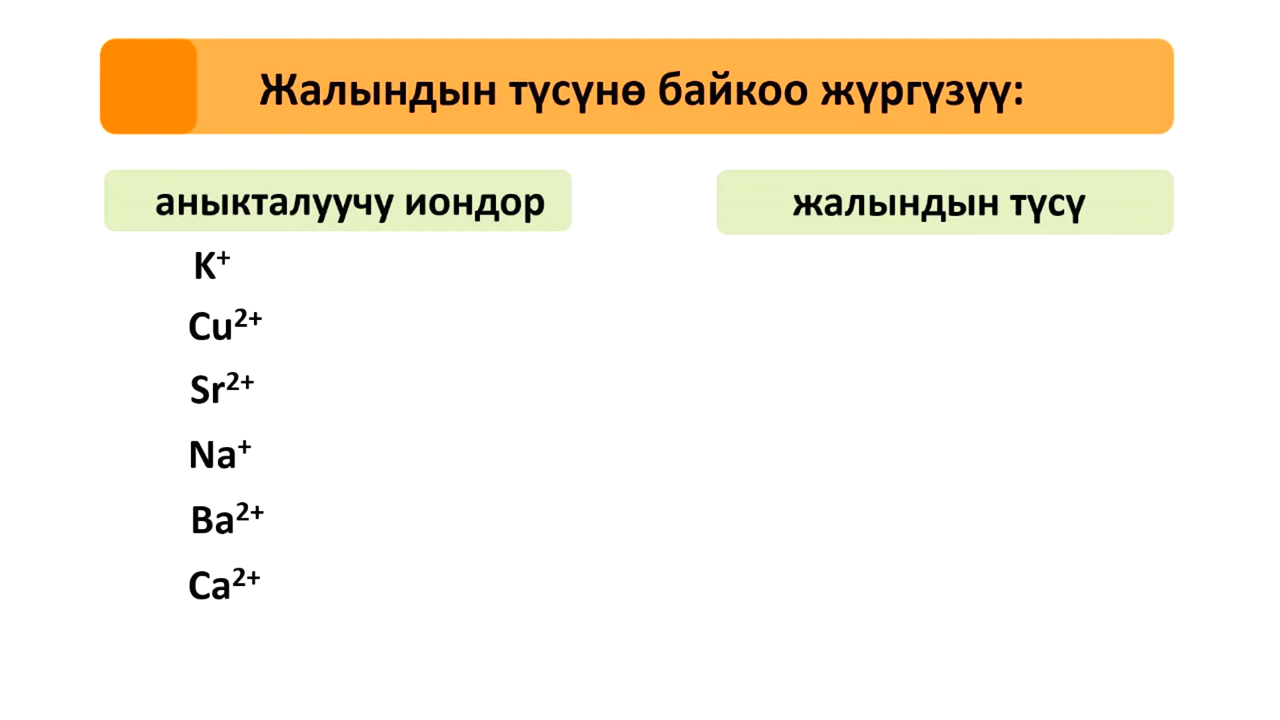 Жалындын түсүнө байкоо жүргүзүү:
аныкталуучу иондор
жалындын түсү
K⁺
Cu²⁺
Sr²⁺
Na⁺
Ba²⁺
Ca²⁺